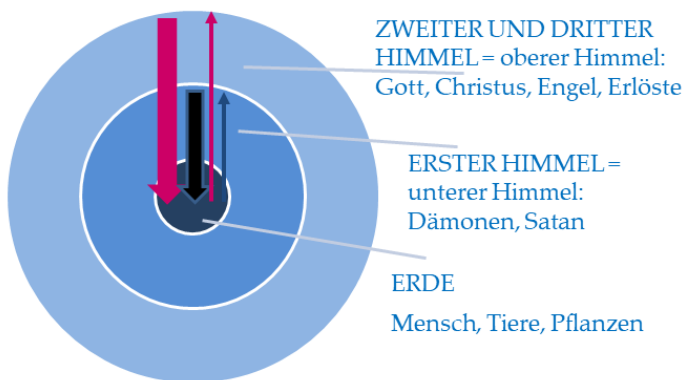 ZWEITER UND DRITTER
HIMMEL = oberer Himmel:
Gott, Christus, Engel, Erlöste
ERSTER HIMMEL =
unterer Himmel:
Dämonen, Satan
ERDE
Mensch, Tiere, Pflanzen